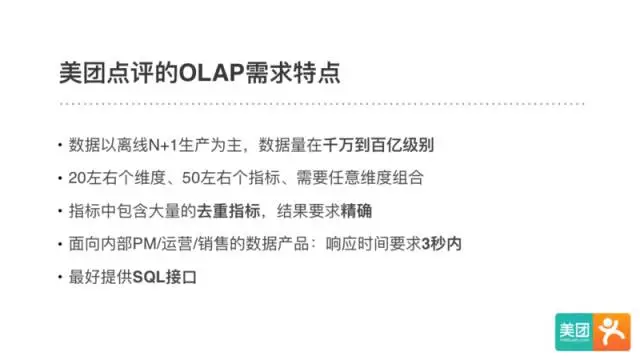 美团点评的OLAP需求特点
• 数据以离线N+1生产为主，数据量在千万到百亿级别
• 20左右个维度、50左右个指标、需要任意维度组合
• 指标中包含大量的去重指标，结果要求精确
• 面向内部PM/运营/销售的数据产品：响应时间要求3秒内
• 最好提供SQL接口
美团